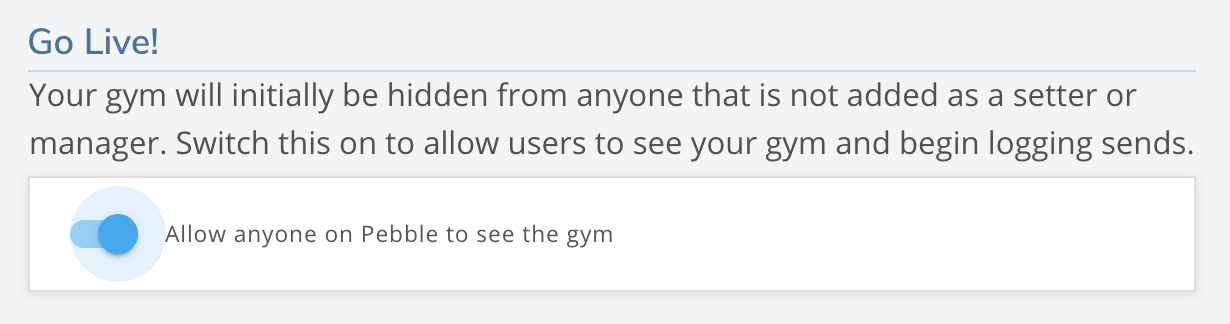 Go Live!
Your gym will initially be hidden from anyone that is not added as a setter or
manager. Switch this on to allow users to see your gym and begin logging sends.
Allow anyone on Pebble to see the gym